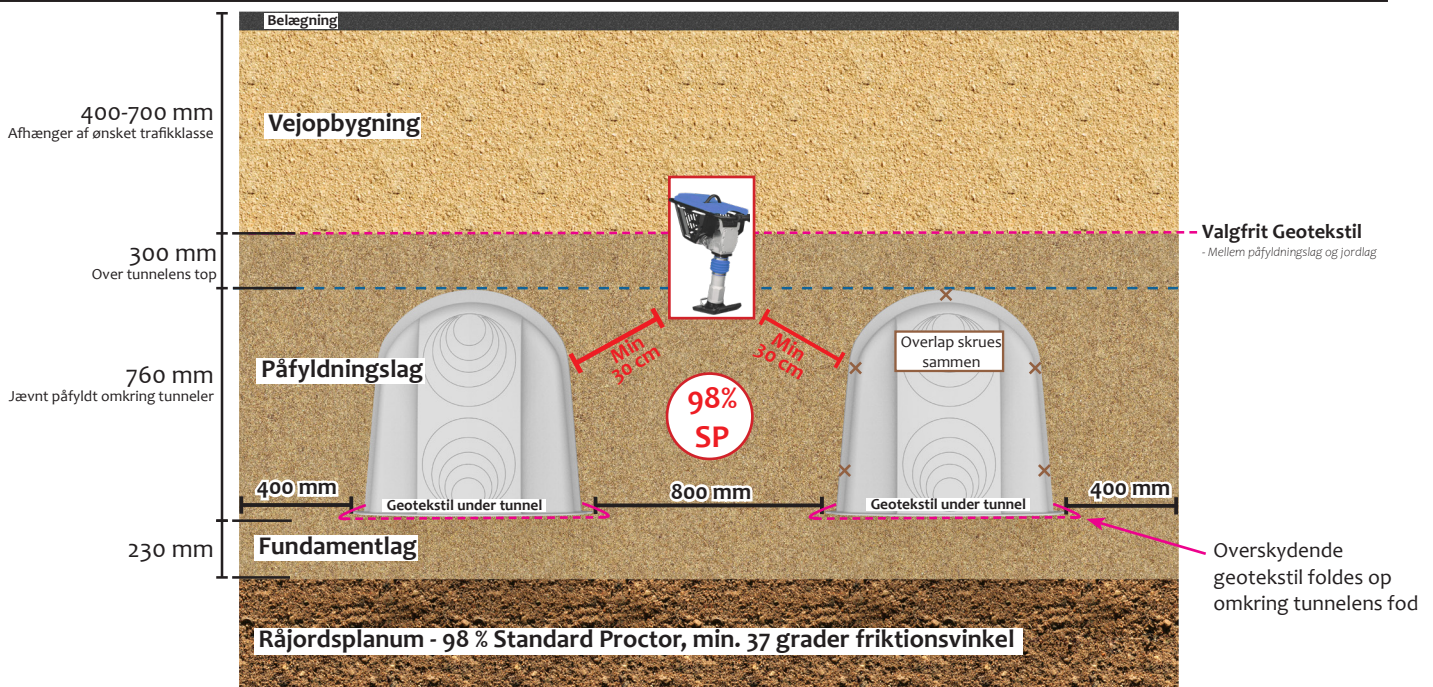 Belægning
400-700 mm
Afhænger af ønsket trafikklasse
Vejopbygning
Valgfrit Geotekstil
- Mellem påfyldningslag og jordlag
300 mm
Over tunnelens top
Min
30 cm
Min
30 cm
Overlap skrues
sammen
Påfyldningslag
760 mm
Jævnt påfyldt omkring tunneler
98%
SP
400 mm
800 mm
400 mm
Geotekstil under tunnel
Geotekstil under tunnel
230 mm
Fundamentlag
Overskydende
geotekstil foldes op
omkring tunnelens fod
Råjordsplanum - 98 % Standard Proctor, min. 37 grader friktionsvinkel